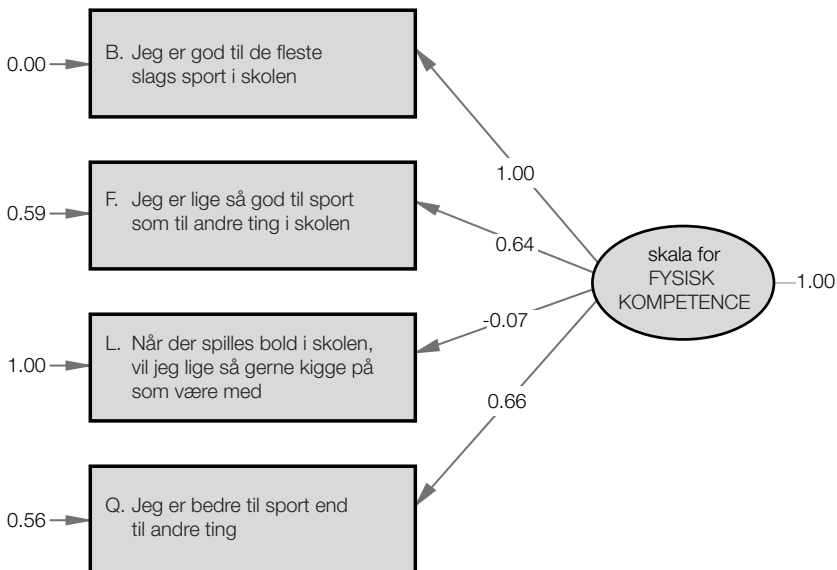 B. Jeg er god til de fleste
slags sport i skolen
0.00
1.00
F. Jeg er lige så god til sport
som til andre ting i skolen
0.59
0.64
skala for
FYSISK
KOMPETENCE
1.00
-0.07
L. Når der spilles bold i skolen,
vil jeg lige så gerne kigge på
som være med
1.00
0.66
Q. Jeg er bedre til sport end
til andre ting
0.56